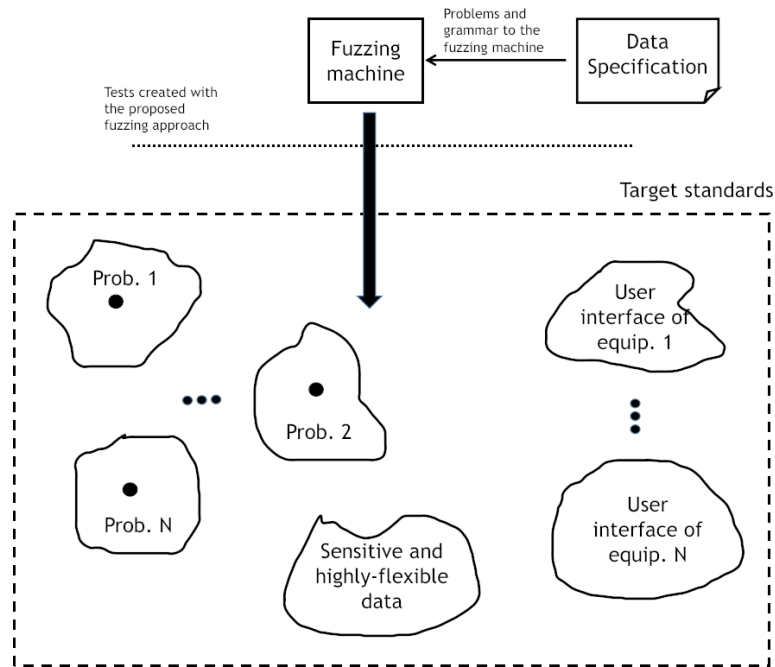 Problems and
grammar to the
fuzzing machine
Fuzzing
machine
Data
Specification
Tests created with
the proposed
fuzzing approach
Target standards
Prob. 1
User
interface of
equip. 1
Prob. 2
Prob. N
User
interface of
equip. N
Sensitive and
highly-flexible
data